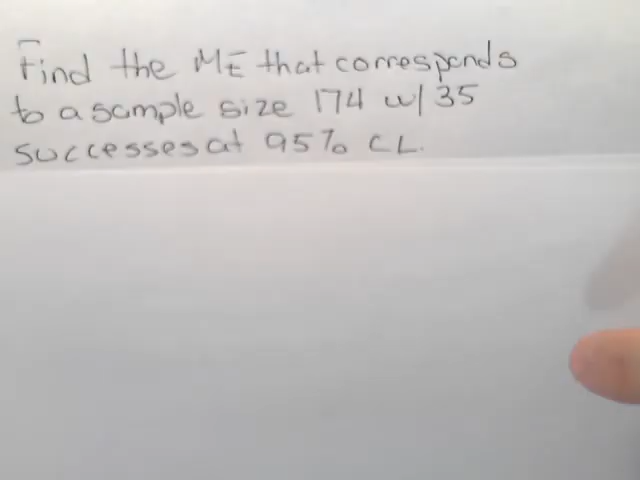 Find the ME that corresponds
to a sample size 174 w/ 35
successes at 95% CL.